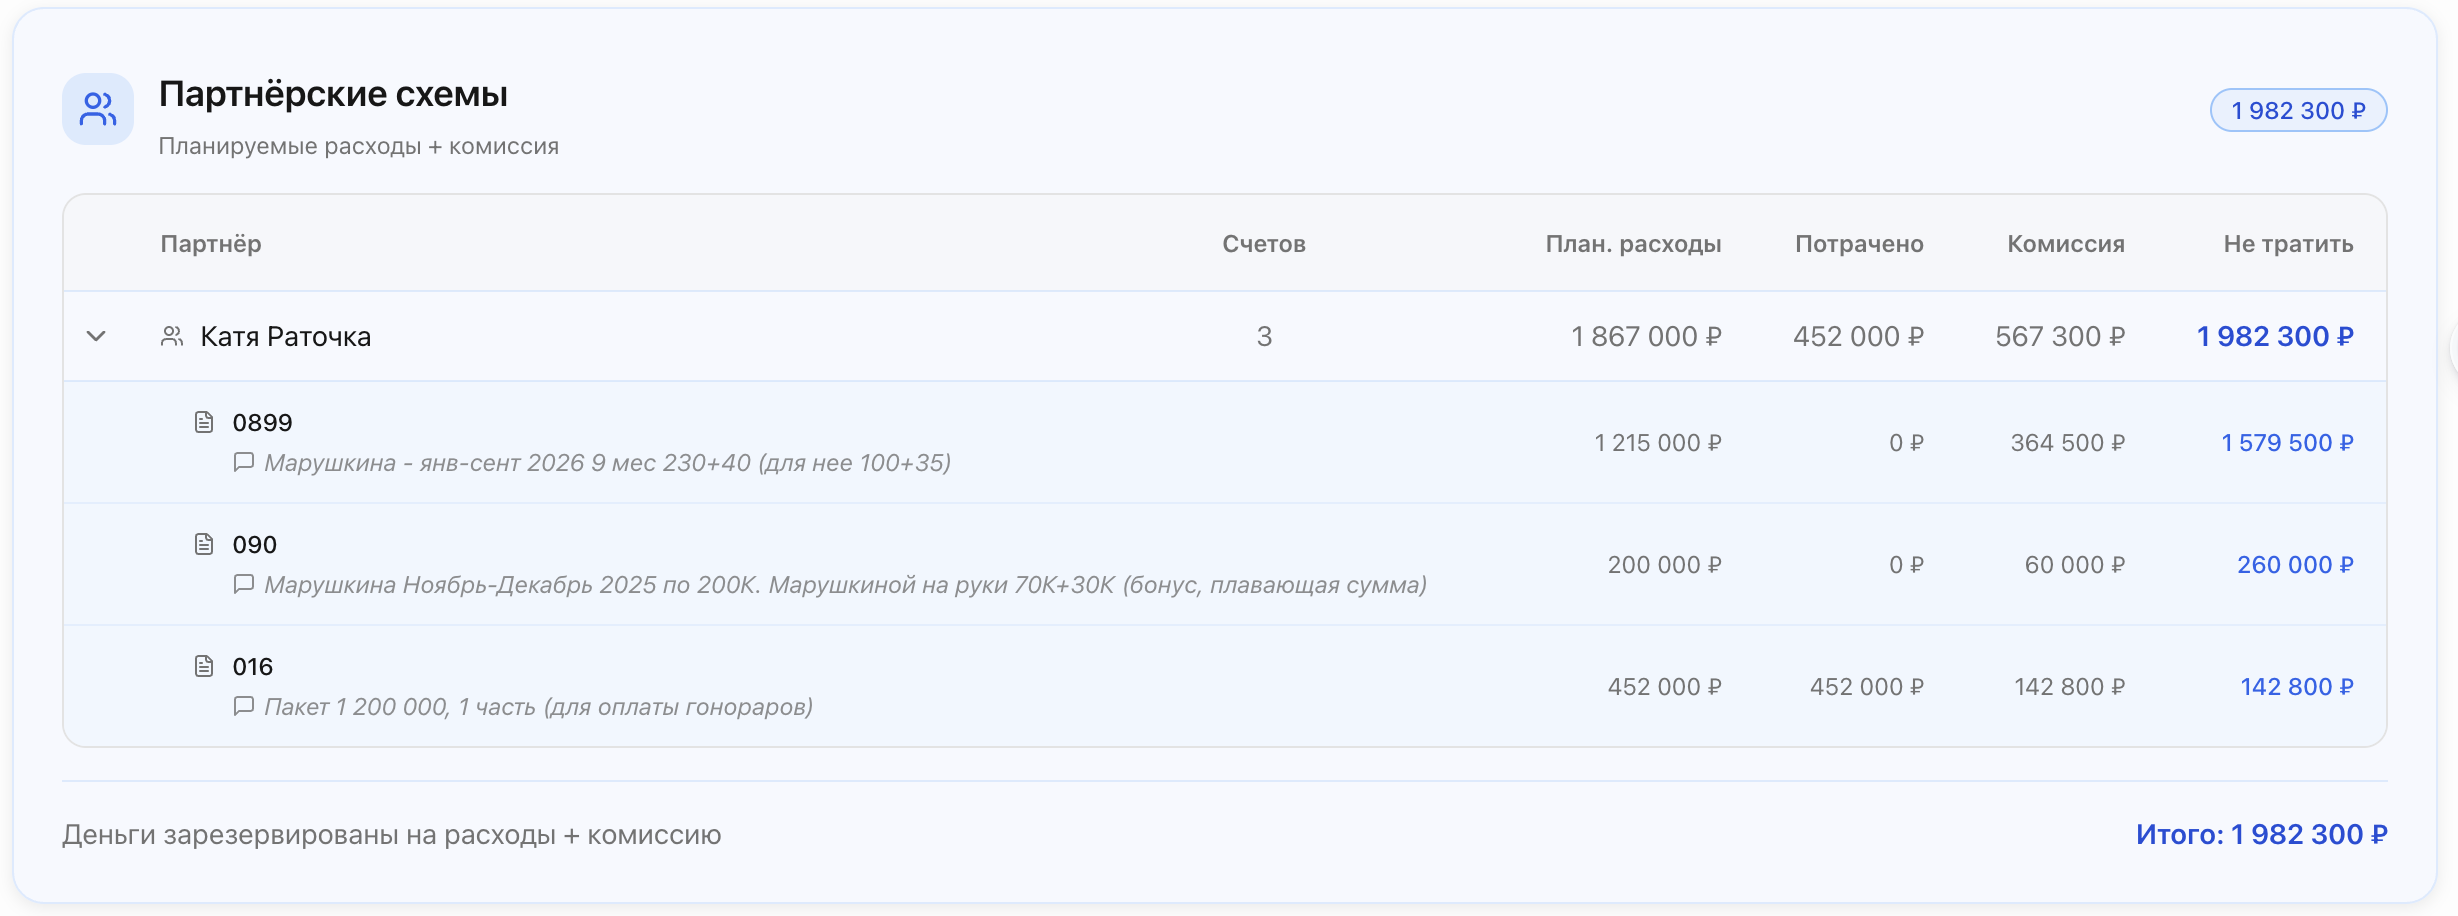 Партнёрские схемы
Планируемые расходы + комиссия
1 982 300 ₽
Партнёр Счетов План. расходы Потрачено Комиссия Не тратить
Катя Раточка 3 1 867 000 ₽ 452 000 ₽ 567 300 ₽ 1 982 300 ₽
0899
Марушкина - янв-сент 2026 9 мес 230+40 (для нее 100+35)
1 215 000 ₽ 0 ₽ 364 500 ₽ 1 579 500 ₽
090
Марушкина Ноябрь-Декабрь 2025 по 200К. Марушкиной на руки 70К+30К (бонус, плавающая сумма)
200 000 ₽ 0 ₽ 60 000 ₽ 260 000 ₽
016
Пакет 1 200 000, 1 часть (для оплаты гонораров)
452 000 ₽ 452 000 ₽ 142 800 ₽ 142 800 ₽
Деньги зарезервированы на расходы + комиссию
Итого: 1 982 300 ₽